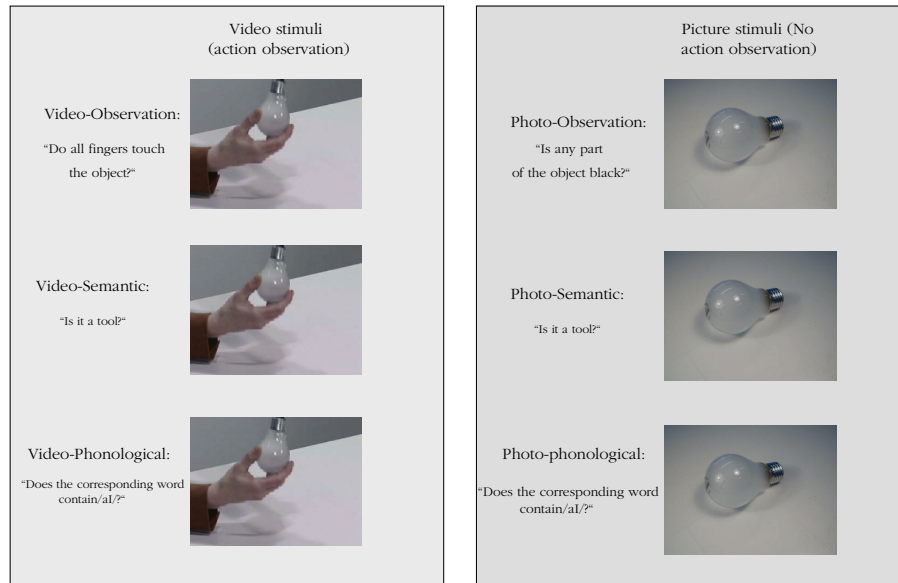 Video stimuli
(action observation)
Video-Observation:
“Do all fingers touch
the object?“
Video-Semantic:
“Is it a tool?“
Video-Phonological:
“Does the corresponding word
contain/aI/?“
Picture stimuli (No
action observation)
Photo-Observation:
“Is any part
of the object black?“
Photo-Semantic:
“Is it a tool?“
Photo-phonological:
“Does the corresponding word
contain/aI/?“